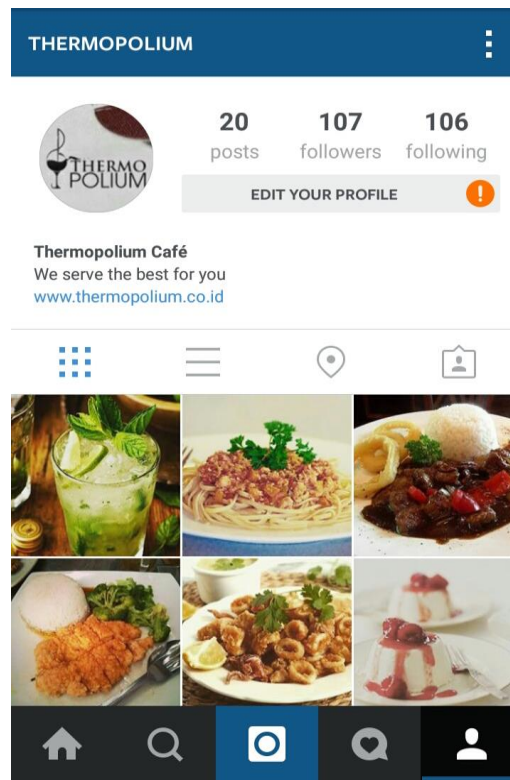 THERMOPOLIUM
20 107 106
posts followers following
THERMO
POLIUM
EDIT YOUR PROFILE !
Thermopolium Café
We serve the best for you
www.thermopolium.co.id